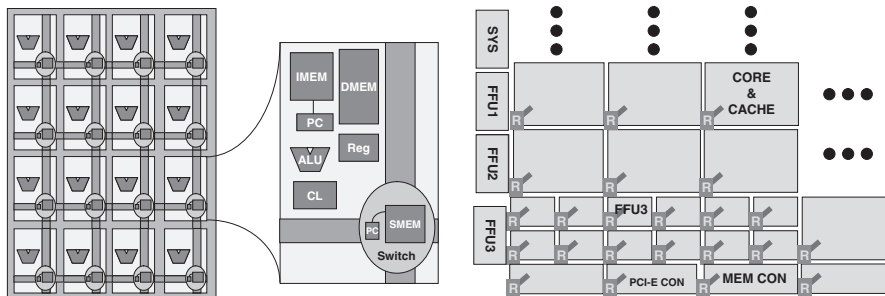 IMEM
DMEM
PC
Reg
ALU
CL
PC
SMEM
Switch
SYS
FFU1
CORE
&
CACHE
R
R
R
FFU2
R
R
R
FFU3
FFU3
R
R
R
R
R
R
R
R
R
R
R
R
R
PCI-E CON
MEM CON
R
R
R
R